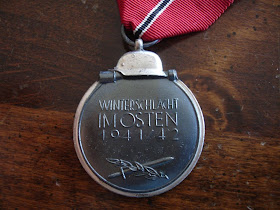 WINTERSCHLACHT
IM OSTEN
1941/42